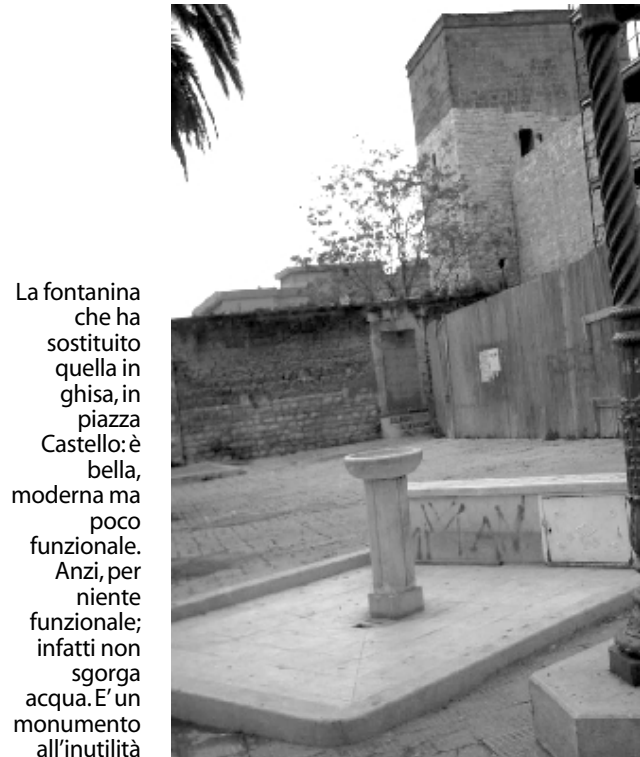 La fontanina
che ha
sostituito
quella in
ghisa, in
piazza
Castello: è
bella,
moderna ma
poco
funzionale.
Anzi, per
niente
funzionale;
infatti non
sgorga
acqua. E’ un
monumento
all’inutilità